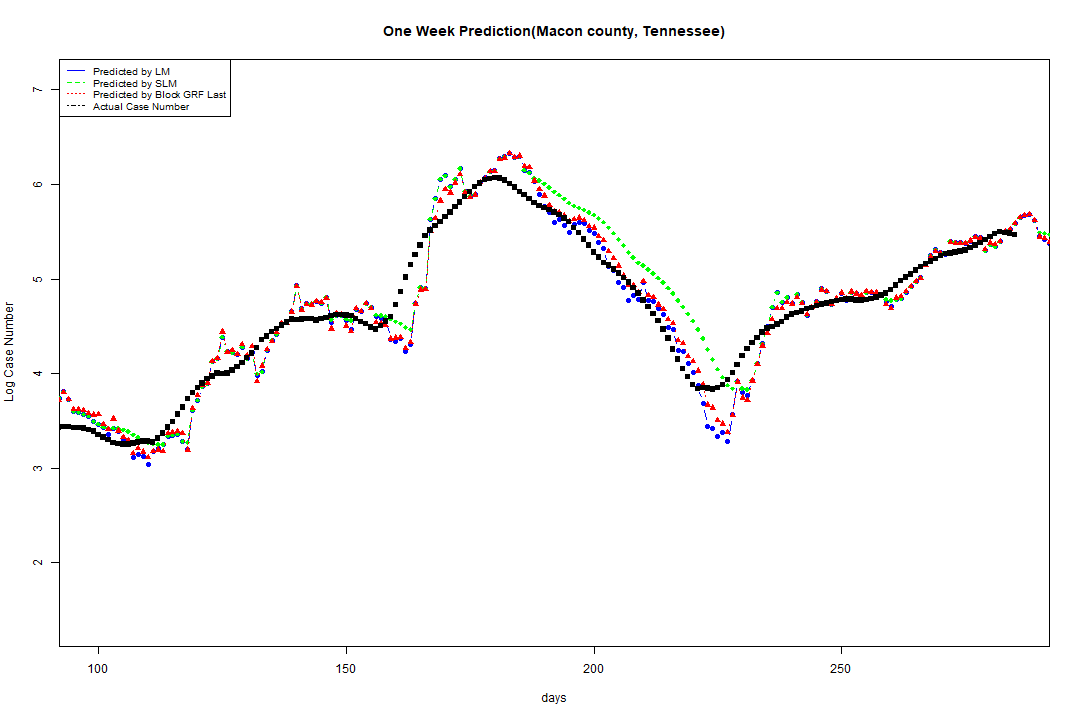 One Week Prediction(Macon county, Tennessee)
Predicted by LM
Predicted by SLM
Predicted by Block GRF Last
Actual Case Number
7
6
5
4
3
2
Log Case Number
100
150
200
250
days